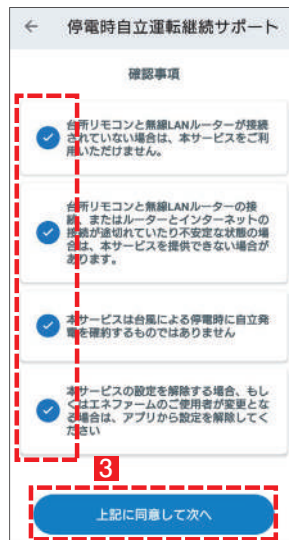 ← 停電時自立運転継続サポート
確認事項
台所リモコンと無線LANルーターが接続
されていない場合は、本サービスをご利
用いただけません。
台所リモコンと無線LANルーターの接
続、またはルーターとインターネットの
接続が途切れていたり不安定な状態の場
合は、本サービスを提供できない場合が
あります。
本サービスは台風による停電時に自立発
電を確約するものではありません
本サービスの設定を解除する場合、もし
くはエネファームのご使用者が変更とな
る場合は、アプリから設定を解除してく
ださい
3
上記に同意して次へ